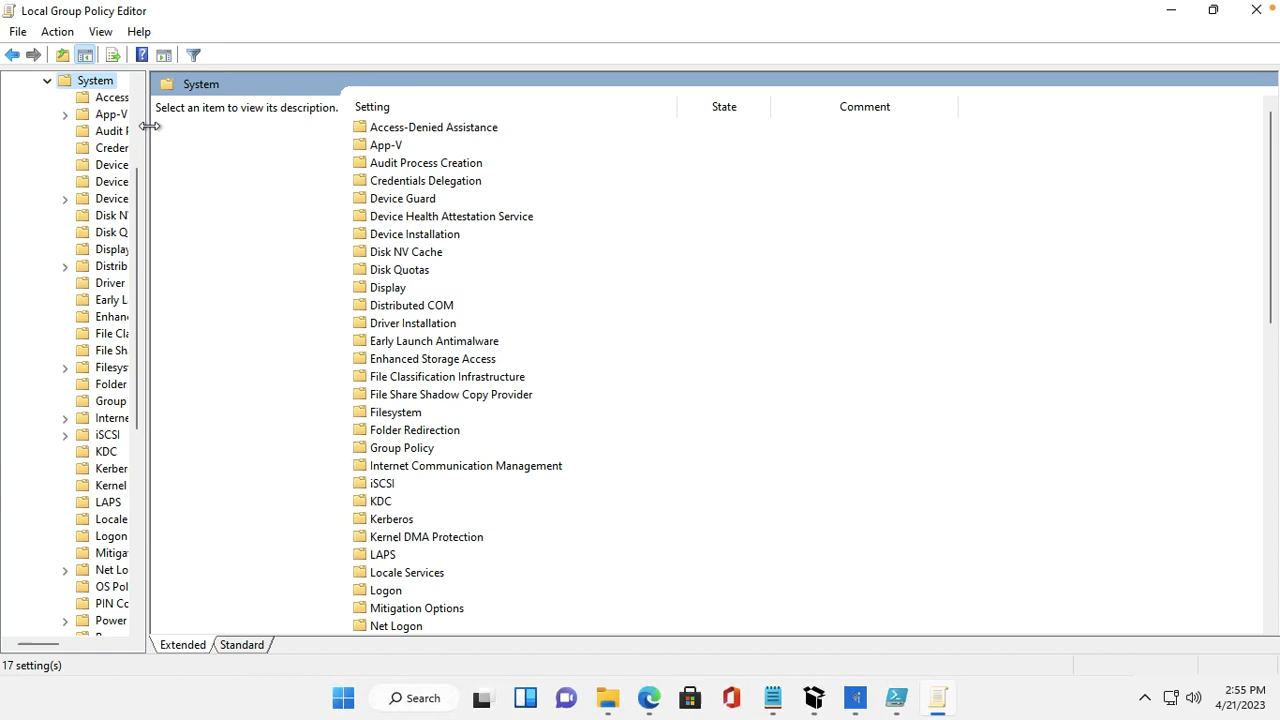 Local Group Policy Editor
File Action View Help
System
Access
App-V
Audit P
Creder
Device
Device
Device
Disk N
Disk Q
Display
Distrib
Driver
Early L
Enhan
File Cla
File Sh
Filesys
Folder
Group
Interne
iSCSI
KDC
Kerber
Kernel
LAPS
Locale
Logon
Mitiga
Net Lo
OS Pol
PIN Co
Power
System
Select an item to view its description.
Setting State Comment
Access-Denied Assistance
App-V
Audit Process Creation
Credentials Delegation
Device Guard
Device Health Attestation Service
Device Installation
Disk NV Cache
Disk Quotas
Display
Distributed COM
Driver Installation
Early Launch Antimalware
Enhanced Storage Access
File Classification Infrastructure
File Share Shadow Copy Provider
Filesystem
Folder Redirection
Group Policy
Internet Communication Management
iSCSI
KDC
Kerberos
Kernel DMA Protection
LAPS
Locale Services
Logon
Mitigation Options
Net Logon
Extended Standard
17 setting(s)
Search
2:55 PM
4/21/2023